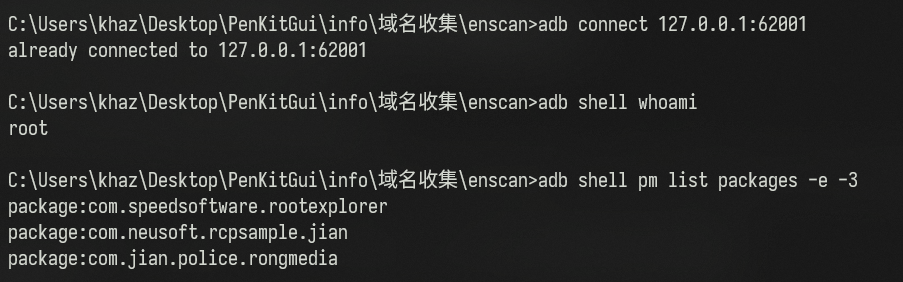 C:\Users\khaz\Desktop\PenKitGui\info\域名收集\enscan>adb connect 127.0.0.1:62001
already connected to 127.0.0.1:62001
C:\Users\khaz\Desktop\PenKitGui\info\域名收集\enscan>adb shell whoami
root
C:\Users\khaz\Desktop\PenKitGui\info\域名收集\enscan>adb shell pm list packages -e -3
package:com.speedsoftware.rootexplorer
package:com.neusoft.rcpsample.jian
package:com.jian.police.rongmedia